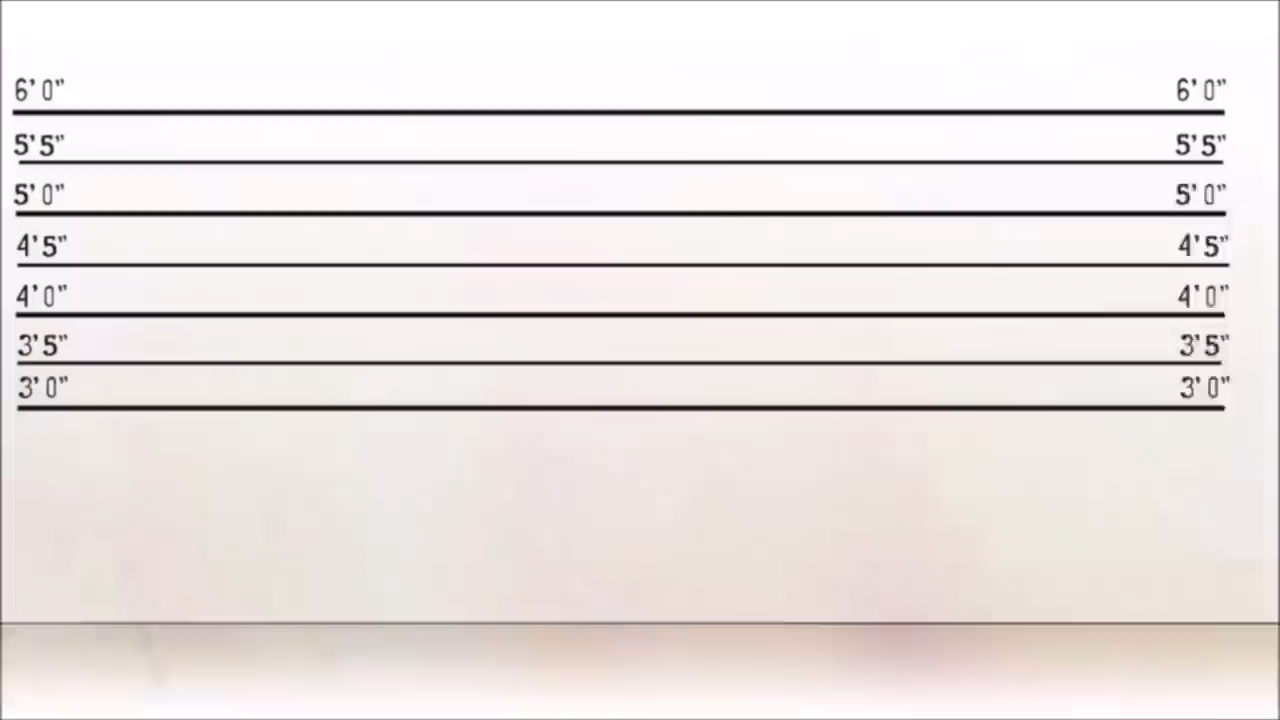 6' 0" 6' 0"
5' 5" 5' 5"
5' 0" 5' 0"
4' 5" 4' 5"
4' 0" 4' 0"
3' 5" 3' 5"
3' 0" 3' 0"